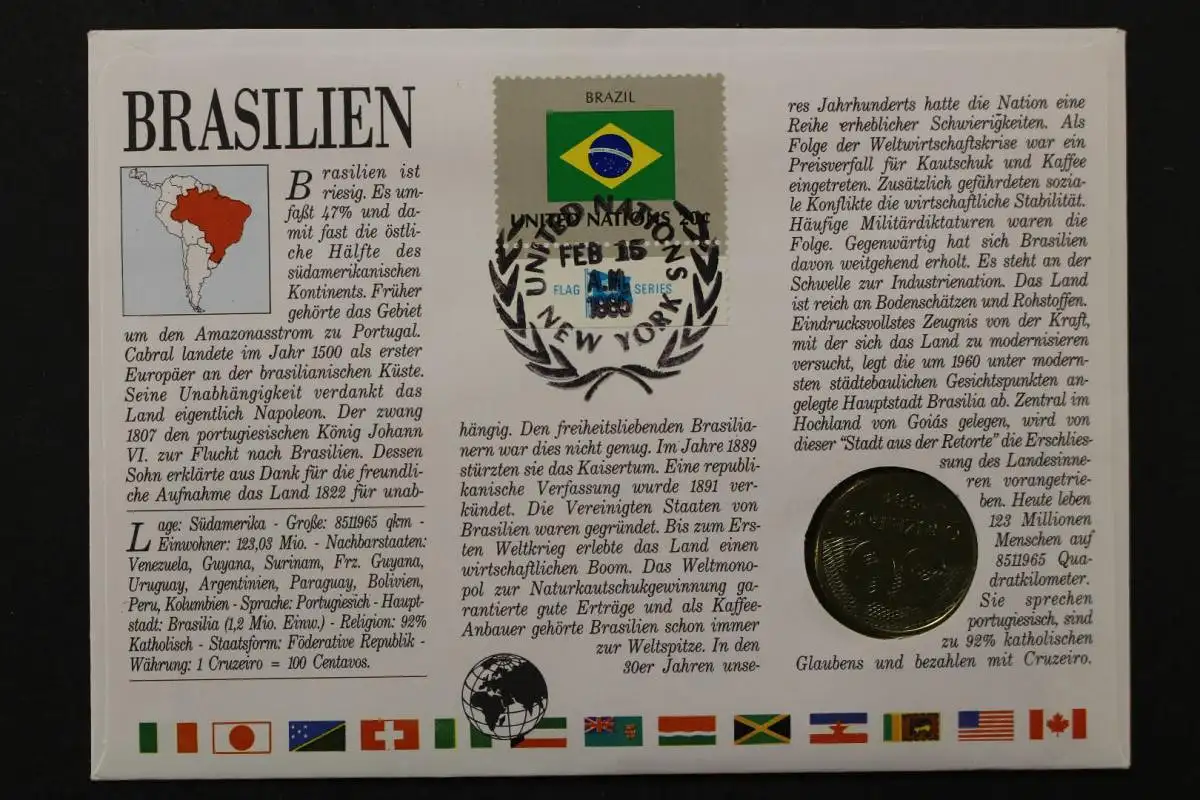 BRASILIEN
Brasilien ist
riesig. Es um-
faßt 47% und da-
mit fast die östli-
che Hälfte des
südamerikanischen
Kontinents. Früher
gehörte das Gebiet
um den Amazonasstrom zu Portugal.
Cabral landete im Jahr 1500 als erster
Europäer an der brasilianischen Küste.
Seine Unabhängigkeit verdankt das
Land eigentlich Napoleon. Der zwang
1807 den portugiesischen König Johann
VI. zur Flucht nach Brasilien. Dessen
Sohn erklärte aus Dank für die freundli-
che Aufnahme das Land 1822 für unab-
Lage: Südamerika - Große: 8511965 qkm -
Einwohner: 123,03 Mio. - Nachbarstaaten:
Venezuela, Guyana, Surinam, Frz. Guyana,
Uruguay, Argentinien, Paraguay, Bolivien,
Peru, Kolumbien - Sprache: Portugiesich - Haupt-
stadt: Brasilia (1,2 Mio. Einw.) - Religion: 92%
Katholisch - Staatsform: Föderative Republik -
Währung: 1 Cruzeiro = 100 Centavos.
BRAZIL
UNITED NATIONS 20c
FLAG SERIES
UNITED NATIONS
FEB 15
A.M.
NEW YORK
hängig. Den freiheitsliebenden Brasilia-
nern war dies nicht genug. Im Jahre 1889
stürzten sie das Kaisertum. Eine republi-
kanische Verfassung wurde 1891 ver-
kündet. Die Vereinigten Staaten von
Brasilien waren gegründet. Bis zum Ers-
ten Weltkrieg erlebte das Land einen
wirtschaftlichen Boom. Das Weltmono-
pol zur Naturkautschukgewinnung ga-
rantierte gute Erträge und als Kaffee-
Anbauer gehörte Brasilien schon immer
zur Weltspitze. In den
30er Jahren unse-
res Jahrhunderts hatte die Nation eine
Reihe erheblicher Schwierigkeiten. Als
Folge der Weltwirtschaftskrise war ein
Preisverfall für Kautschuk und Kaffee
eingetreten. Zusätzlich gefährdeten sozia-
le Konflikte die wirtschaftliche Stabilität.
Häufige Militärdiktaturen waren die
Folge. Gegenwärtig hat sich Brasilien
davon weitgehend erholt. Es steht an der
Schwelle zur Industrienation. Das Land
ist reich an Bodenschätzen und Rohstoffen.
Eindrucksvollstes Zeugnis von der Kraft,
mit der sich das Land zu modernisieren
versucht, legt die um 1960 unter modern-
sten städtebaulichen Gesichtspunkten an-
gelegte Hauptstadt Brasilia ab. Zentral im
Hochland von Goiás gelegen, wird von
dieser "Stadt aus der Retorte" die Erschlies-
sung des Landesinne-
ren vorangetrie-
ben. Heute leben
123 Millionen
Menschen auf
8511965 Qua-
dratkilometer.
Sie sprechen
portugiesisch, sind
zu 92% katholischen
Glaubens und bezahlen mit Cruzeiro.